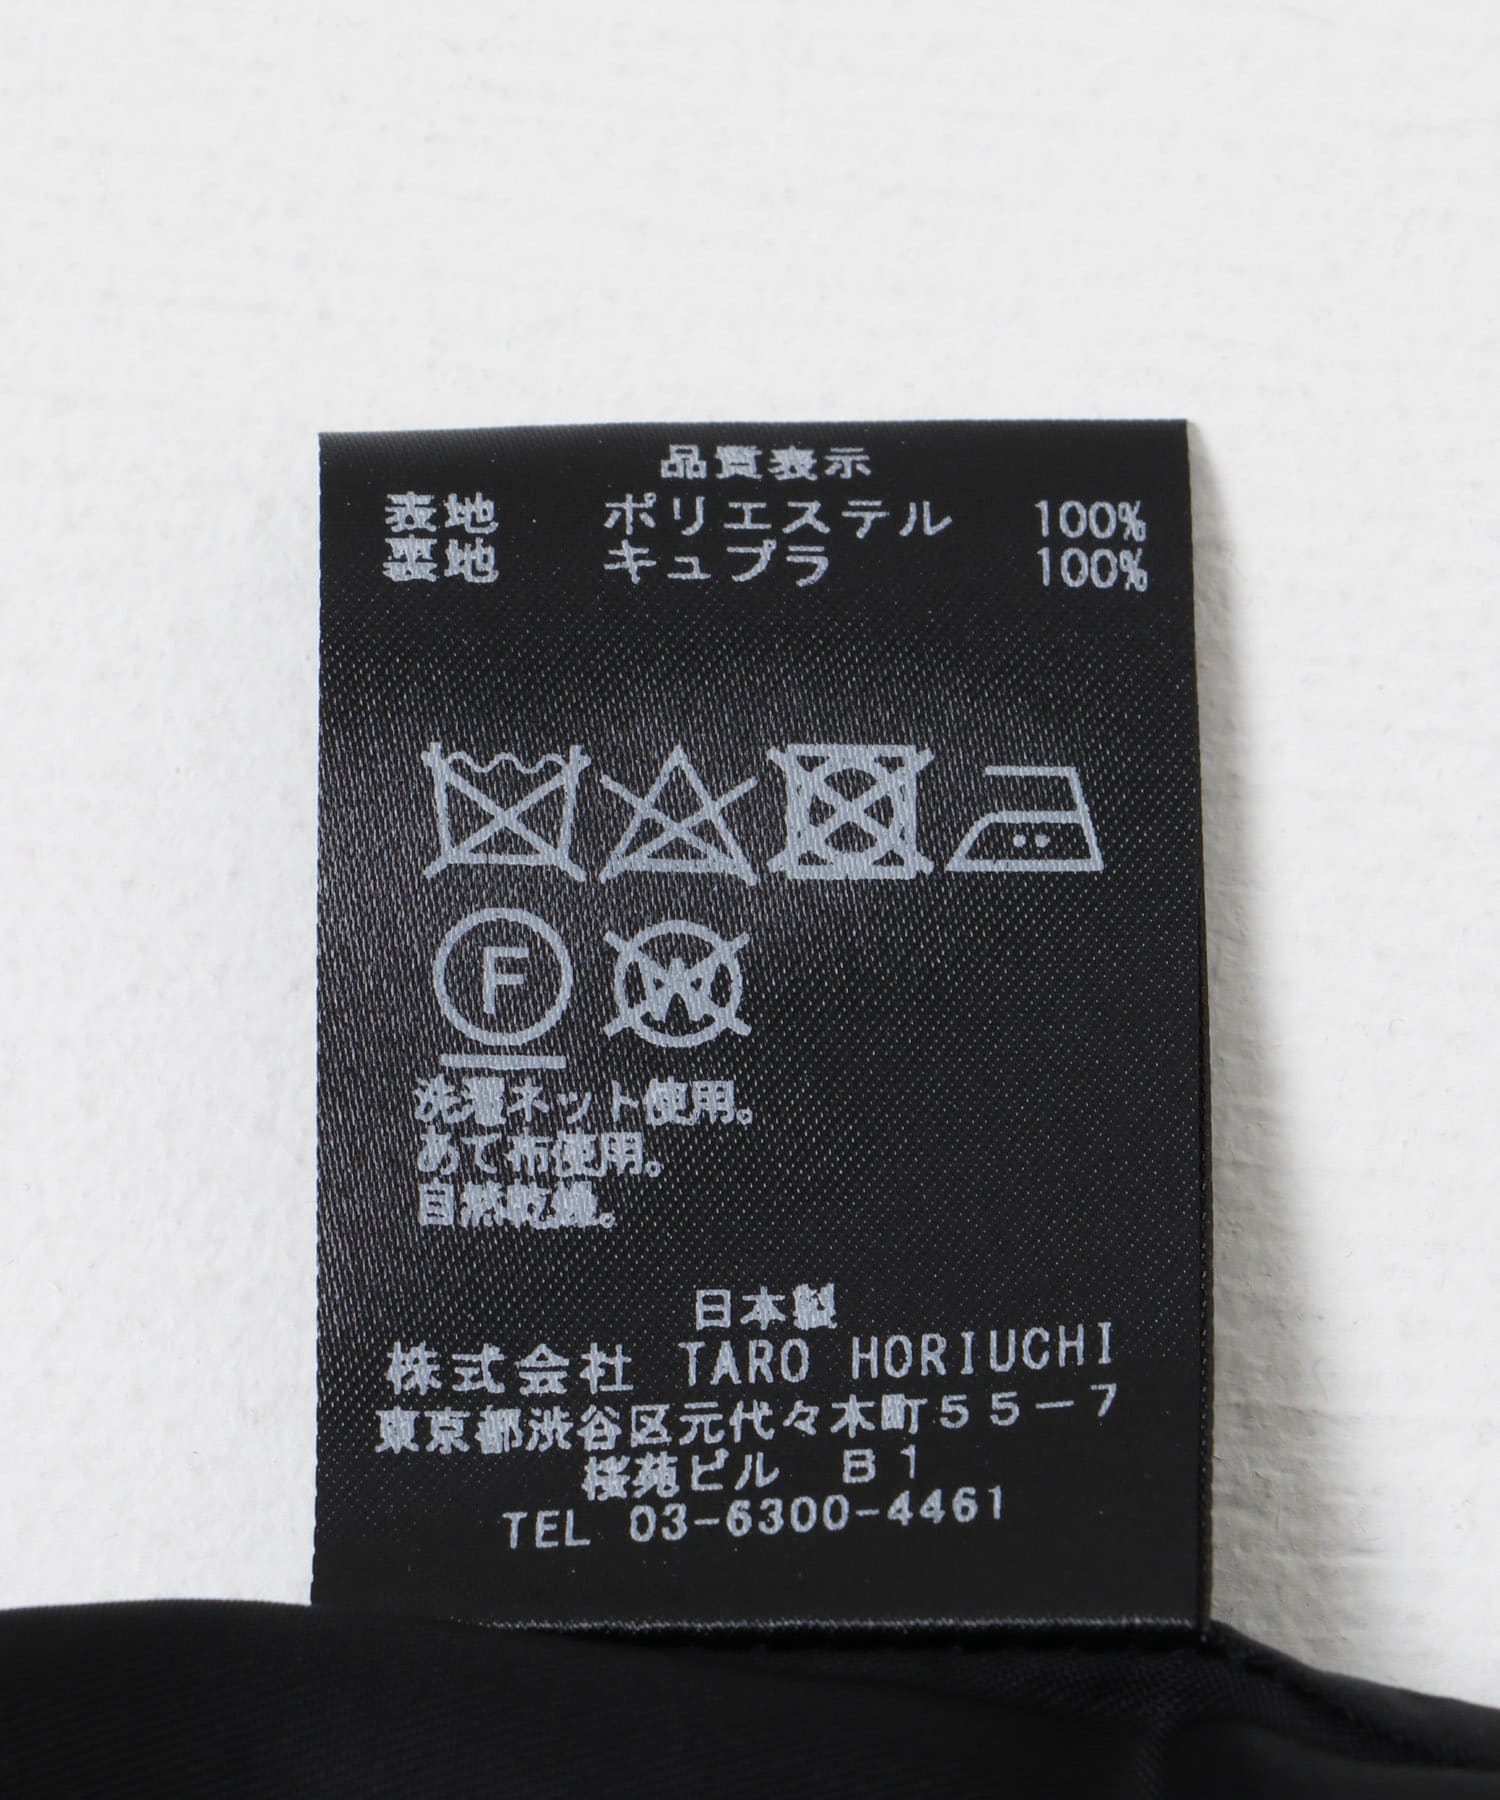 品質表示
表地 ポリエステル 100%
裏地 キュプラ 100%
F
W
洗濯ネット使用。
あて布使用。
自然乾燥。
日本製
株式会社 TARO HORIUCHI
東京都渋谷区元代々木町５５−７
桜苑ビル Ｂ１
TEL 03-6300-4461